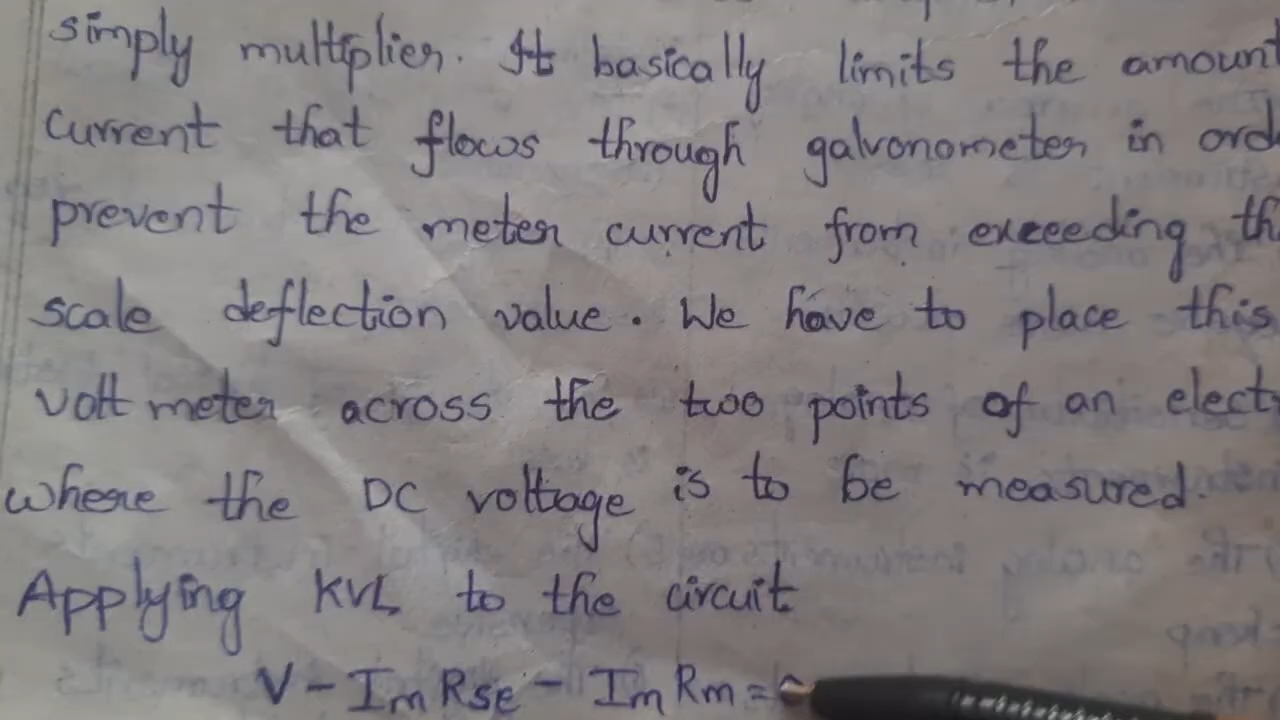 simply multiplier. It basically limits the amount
current that flows through galvonometer in ord
prevent the meter current from exceeding th
scale deflection value. We have to place this
voltmeter across the two points of an elect
where the DC voltage is to be measured.
Applying KVL to the circuit
V - Im Rse - Im Rm =